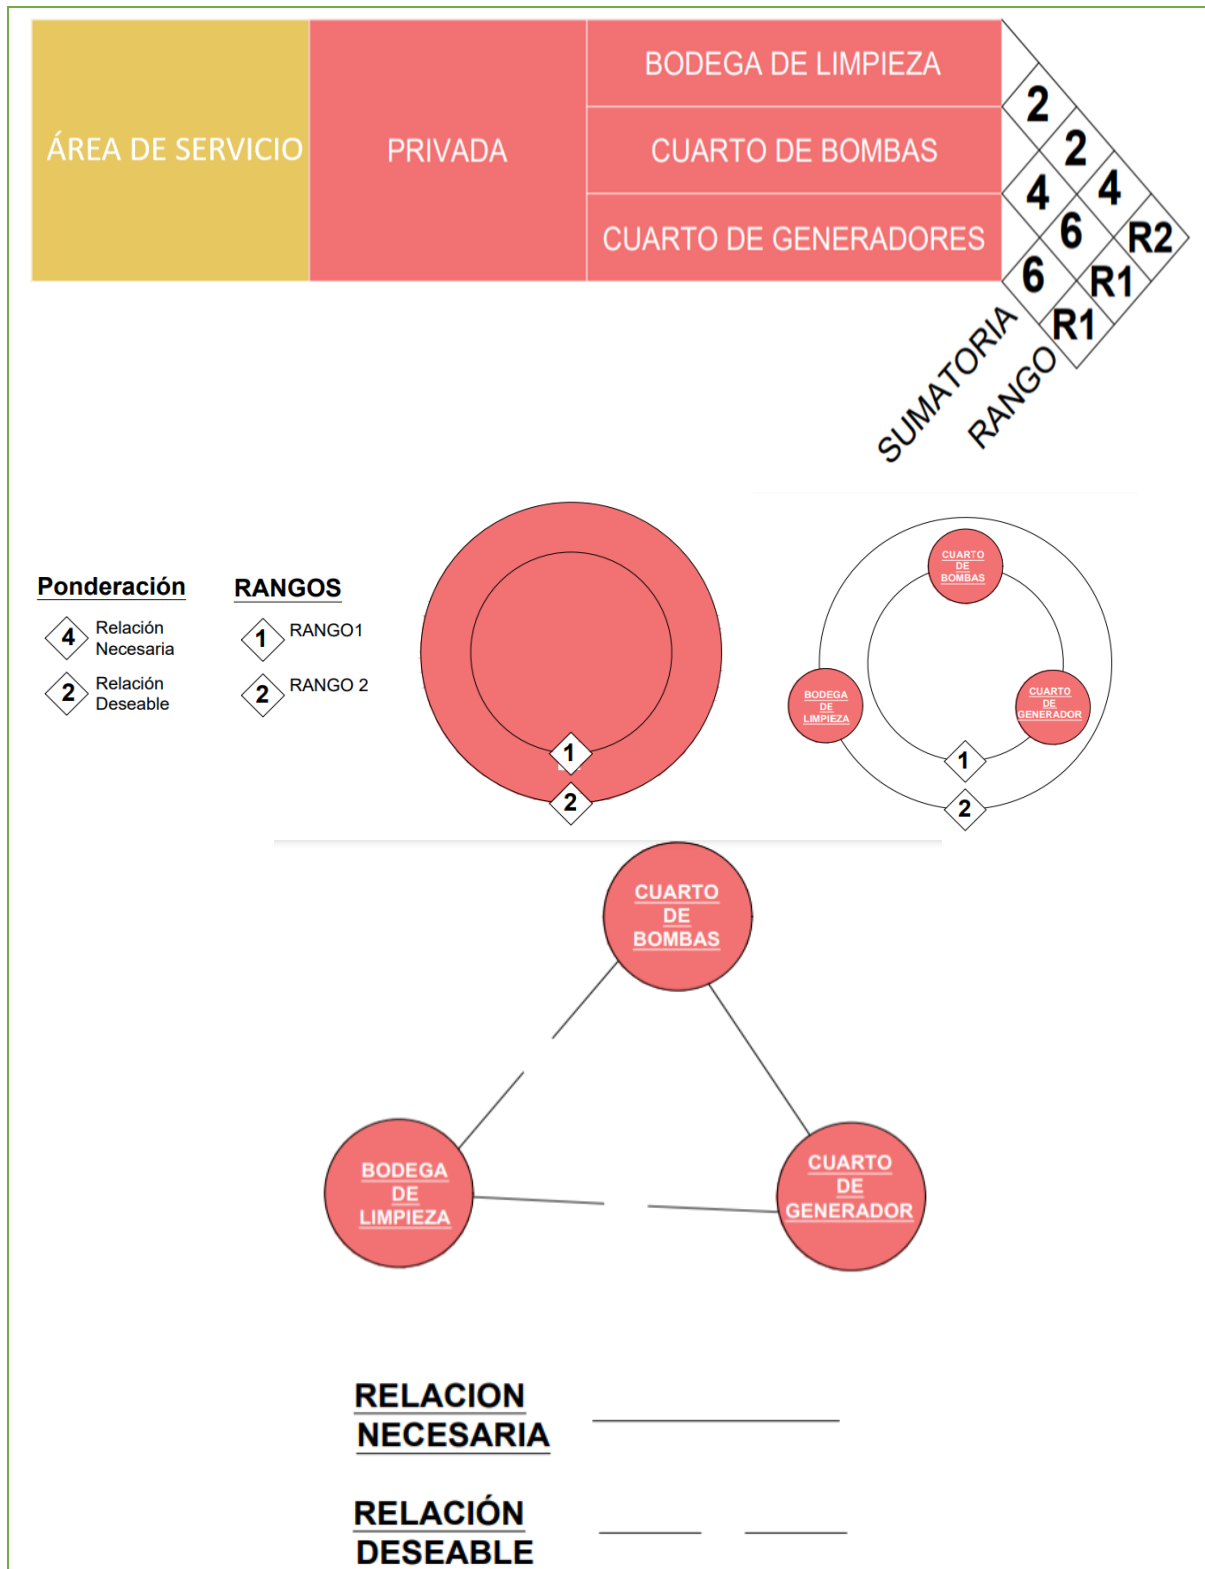 ÁREA DE SERVICIO
PRIVADA
BODEGA DE LIMPIEZA
CUARTO DE BOMBAS
CUARTO DE GENERADORES
2
2
4
4
6
R2
6
R1
R1
SUMATORIA
RANGO
Ponderación
4
Relación
Necesaria
2
Relación
Deseable
RANGOS
1
RANGO1
2
RANGO 2
1
2
CUARTO
DE
BOMBAS
BODEGA
DE
LIMPIEZA
CUARTO
DE
GENERADOR
1
2
CUARTO
DE
BOMBAS
BODEGA
DE
LIMPIEZA
CUARTO
DE
GENERADOR
RELACION
NECESARIA
RELACIÓN
DESEABLE